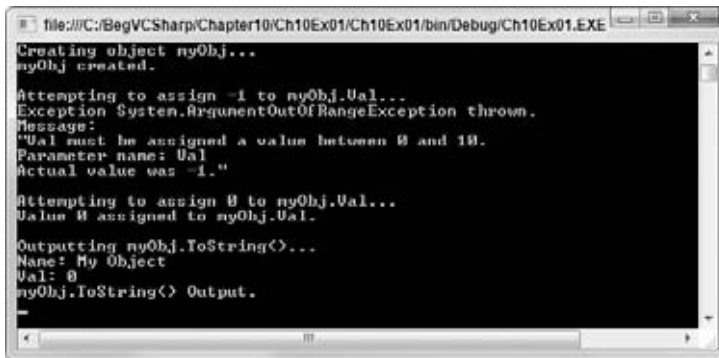 file:///C:/BegVCSharp/Chapter10/Ch10Ex01/Ch10Ex01/bin/Debug/Ch10Ex01.EXE
Creating object myObj...
myObj created.
Attempting to assign -1 to myObj.Val...
Exception System.ArgumentOutOfRangeException thrown.
Message:
"Val must be assigned a value between 0 and 10.
Parameter name: Val
Actual value was -1."
Attempting to assign 0 to myObj.Val...
Value 0 assigned to myObj.Val.
Outputting myObj.ToString()...
Name: My Object
Val: 0
myObj.ToString() Output.